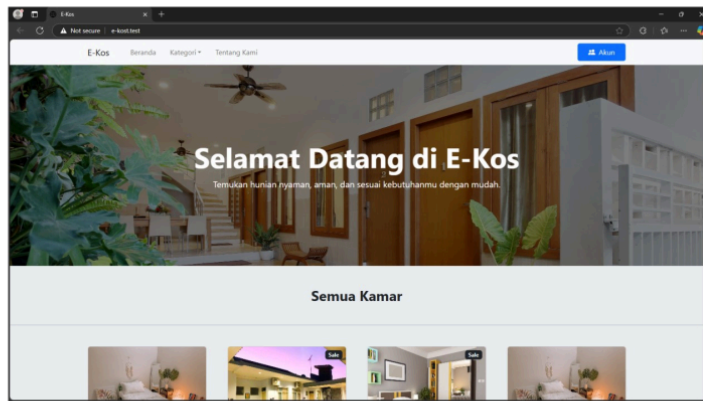 E-Kos
Not secure e-kost.test
E-Kos Beranda Kategori Tentang Kami Akun
Selamat Datang di E-Kos
Temukan hunian nyaman, aman, dan sesuai kebutuhanmu dengan mudah.
Semua Kamar
Sale Sale